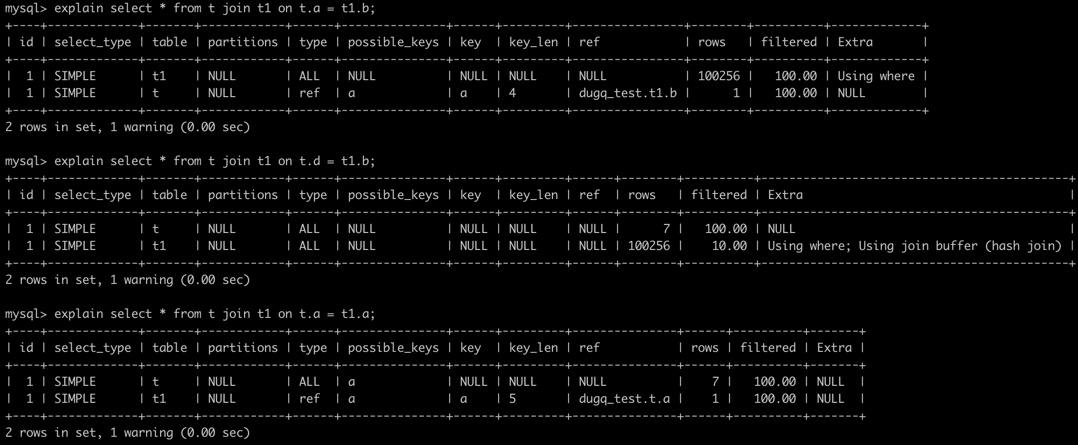 mysql> explain select * from t join t1 on t.a = t1.b;
+----+-------------+-------+------------+------+---------------+------+---------+----------------+--------+----------+-------------+
| id | select_type | table | partitions | type | possible_keys | key  | key_len | ref            | rows   | filtered | Extra       |
+----+-------------+-------+------------+------+---------------+------+---------+----------------+--------+----------+-------------+
|  1 | SIMPLE      | t1    | NULL       | ALL  | NULL          | NULL | NULL    | NULL           | 100256 |   100.00 | Using where |
|  1 | SIMPLE      | t     | NULL       | ref  | a             | a    | 4       | dugq_test.t1.b |      1 |   100.00 | NULL        |
+----+-------------+-------+------------+------+---------------+------+---------+----------------+--------+----------+-------------+
2 rows in set, 1 warning (0.00 sec)

mysql> explain select * from t join t1 on t.d = t1.b;
+----+-------------+-------+------------+------+---------------+------+---------+------+--------+----------+--------------------------------------------+
| id | select_type | table | partitions | type | possible_keys | key  | key_len | ref  | rows   | filtered | Extra                                      |
+----+-------------+-------+------------+------+---------------+------+---------+------+--------+----------+--------------------------------------------+
|  1 | SIMPLE      | t     | NULL       | ALL  | NULL          | NULL | NULL    | NULL |      7 |   100.00 | NULL                                       |
|  1 | SIMPLE      | t1    | NULL       | ALL  | NULL          | NULL | NULL    | NULL | 100256 |    10.00 | Using where; Using join buffer (hash join) |
+----+-------------+-------+------------+------+---------------+------+---------+------+--------+----------+--------------------------------------------+
2 rows in set, 1 warning (0.00 sec)

mysql> explain select * from t join t1 on t.a = t1.a;
+----+-------------+-------+------------+------+---------------+------+---------+---------------+------+----------+-------+
| id | select_type | table | partitions | type | possible_keys | key  | key_len | ref           | rows | filtered | Extra |
+----+-------------+-------+------------+------+---------------+------+---------+---------------+------+----------+-------+
|  1 | SIMPLE      | t     | NULL       | ALL  | a             | NULL | NULL    | NULL          |    7 |   100.00 | NULL  |
|  1 | SIMPLE      | t1    | NULL       | ref  | a             | a    | 5       | dugq_test.t.a |    1 |   100.00 | NULL  |
+----+-------------+-------+------------+------+---------------+------+---------+---------------+------+----------+-------+
2 rows in set, 1 warning (0.00 sec)